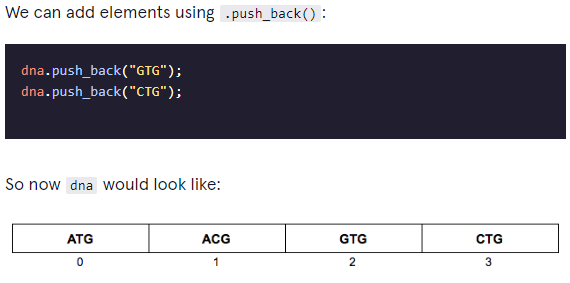 We can add elements using .push_back() :
dna.push_back("GTG");
dna.push_back("CTG");
So now dna would look like:
ATG ACG GTG CTG
0 1 2 3